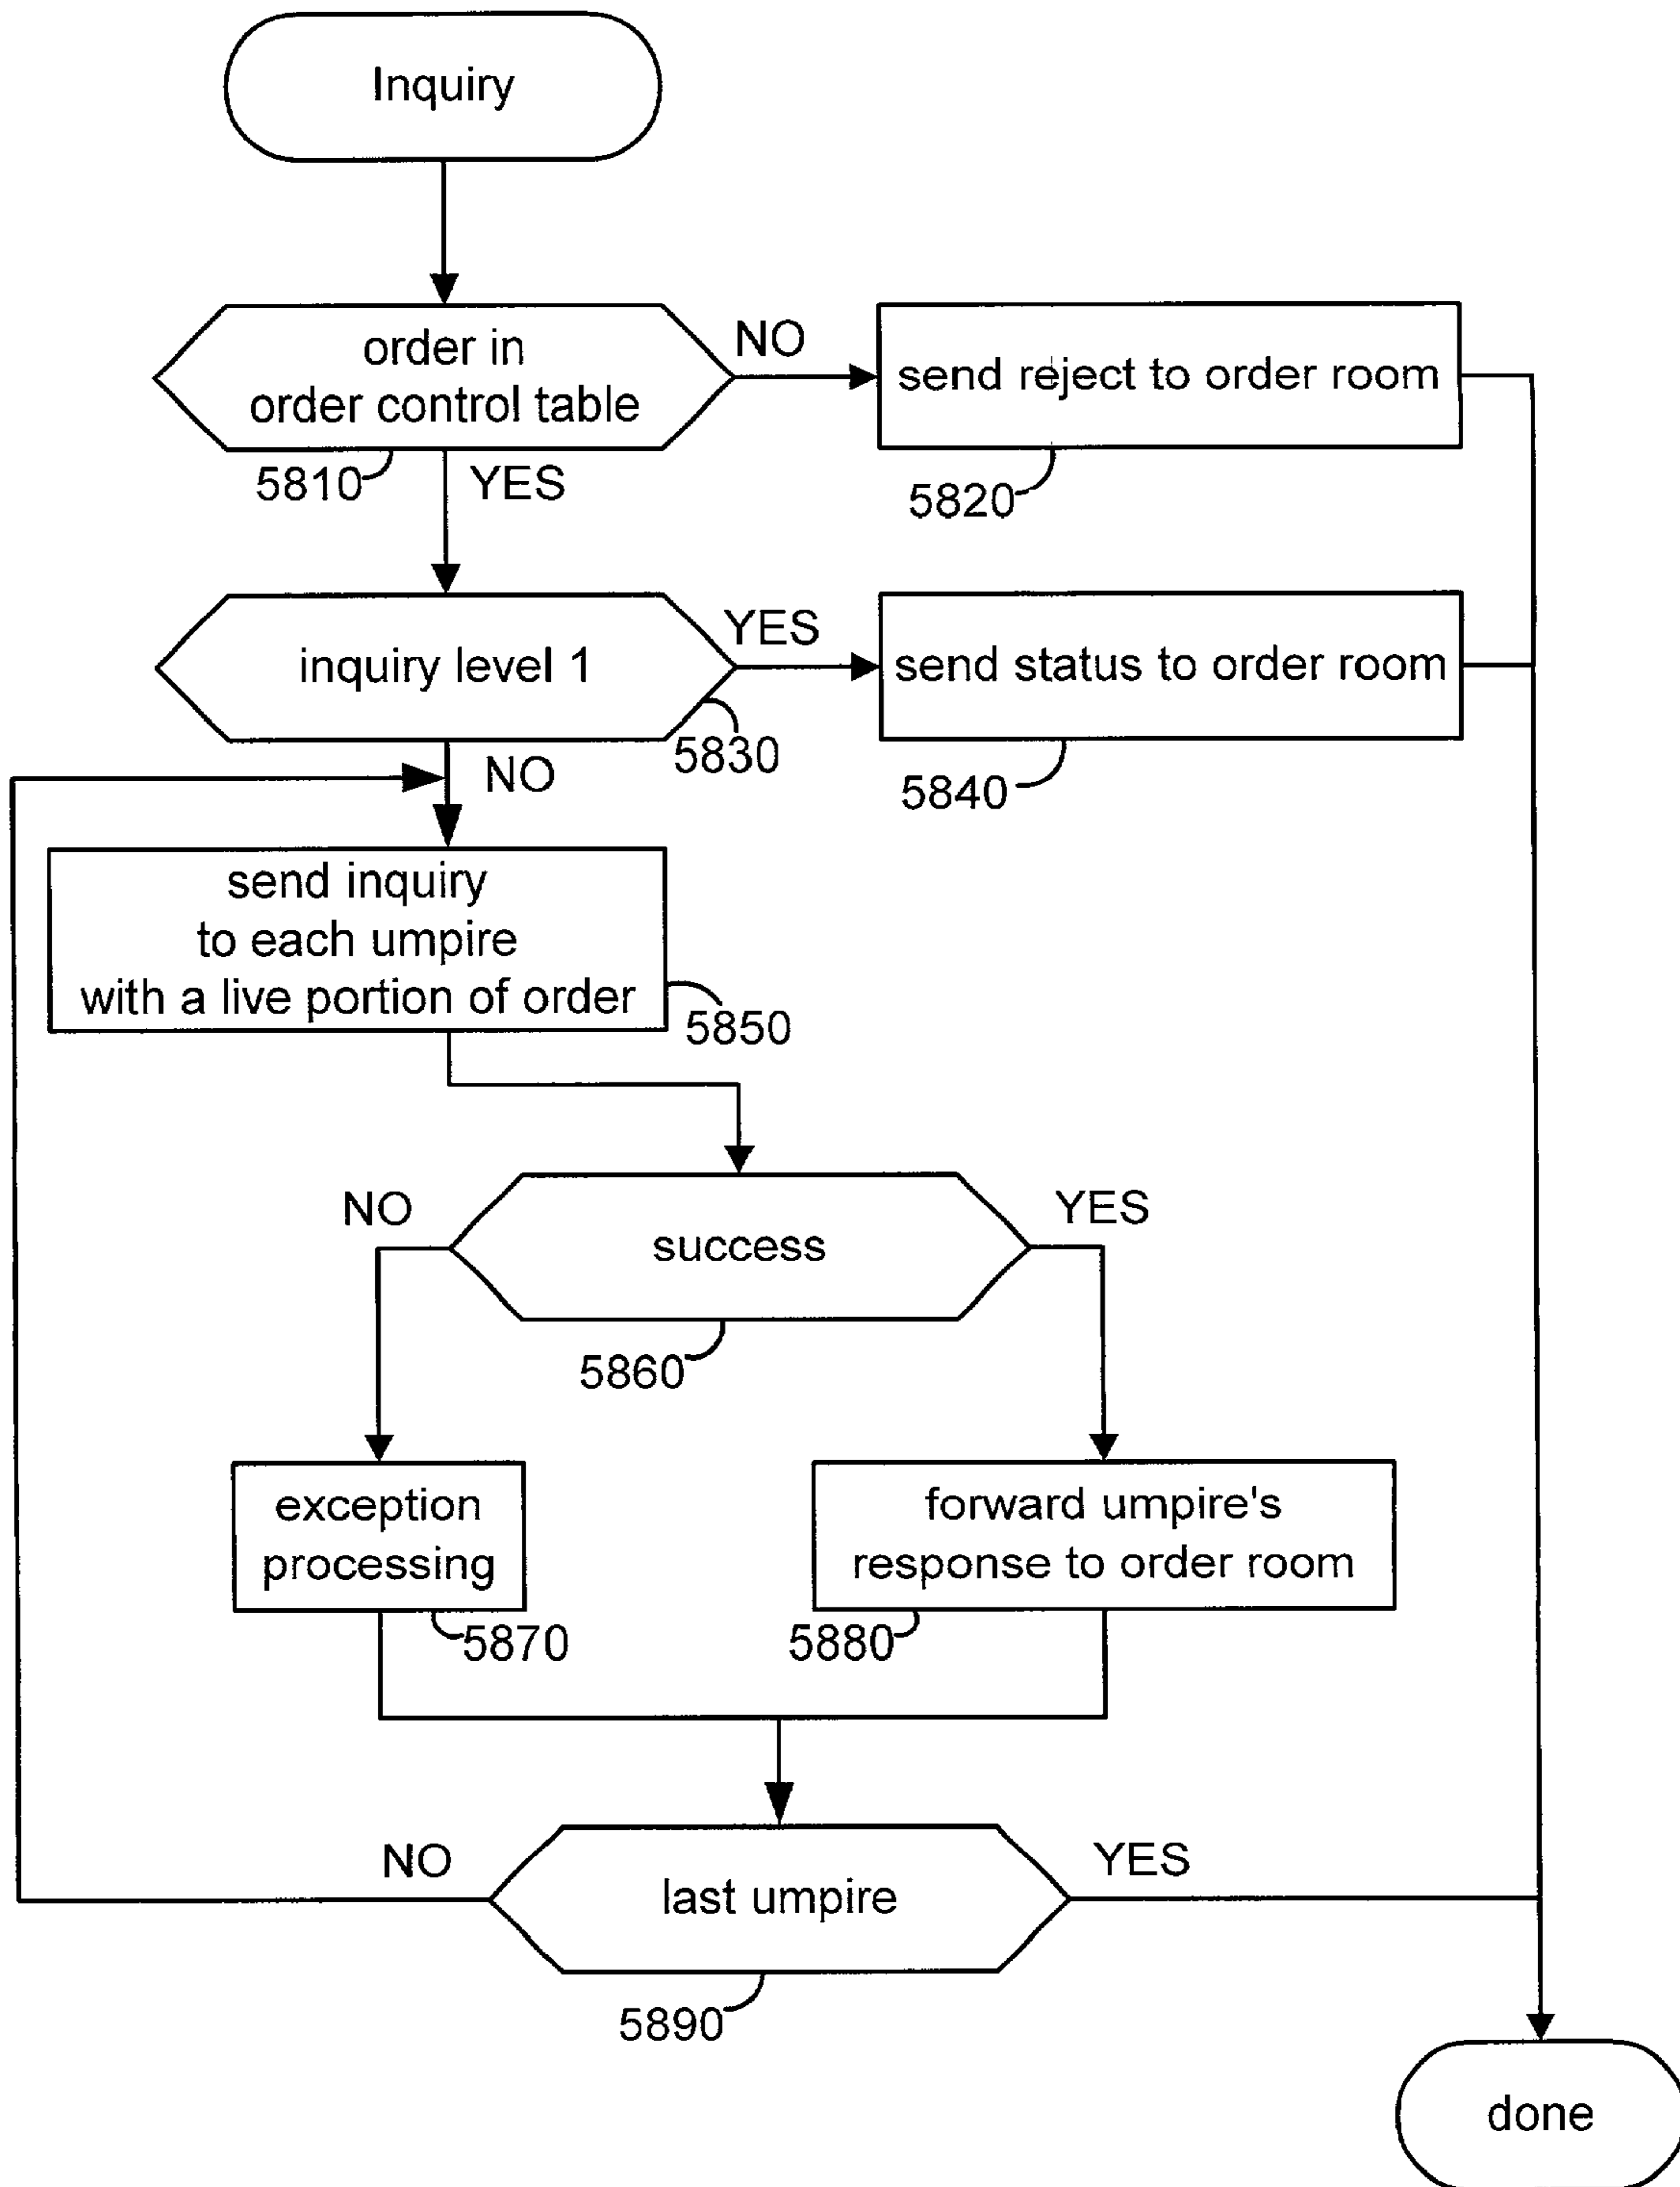 Inquiry
order in
order control table
NO
send reject to order room
5810
YES
5820
inquiry level 1
YES
send status to order room
5830
5840
NO
send inquiry
to each umpire
with a live portion of order
5850
NO
success
YES
5860
exception
processing
forward umpire's
response to order room
5870
5880
NO
last umpire
YES
5890
done